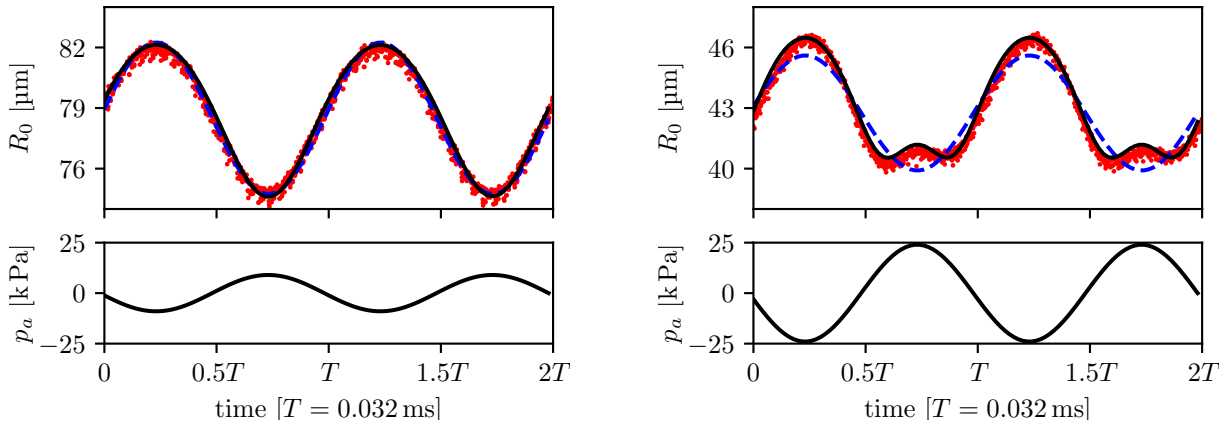 82
79
76
R₀ [µm]
25
0
−25
pₐ [kPa]
0
0.5T
T
1.5T
2T
time [T = 0.032 ms]
46
43
40
R₀ [µm]
25
0
−25
pₐ [kPa]
0
0.5T
T
1.5T
2T
time [T = 0.032 ms]